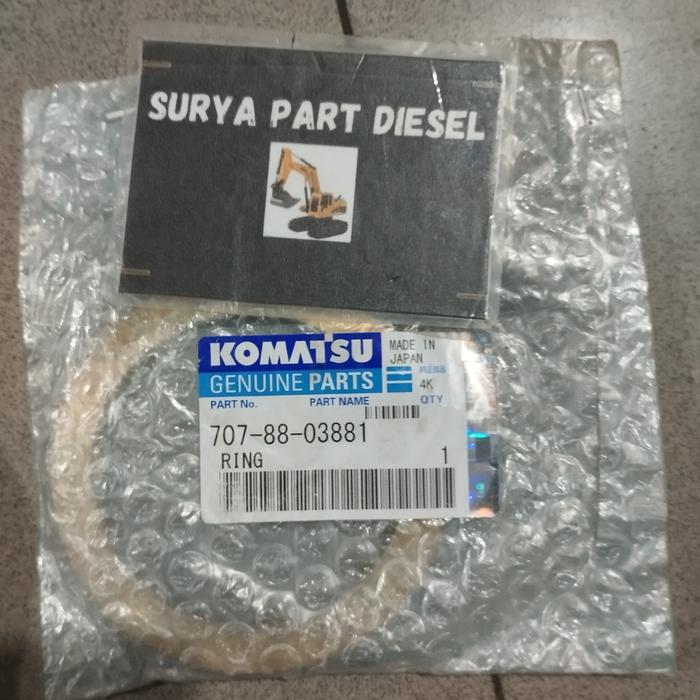 SURYA PART DIESEL
KOMATSU
MADE IN
JAPAN
GENUINE PARTS
4K
PART No. PART NAME QTY
707-88-03881
RING 1